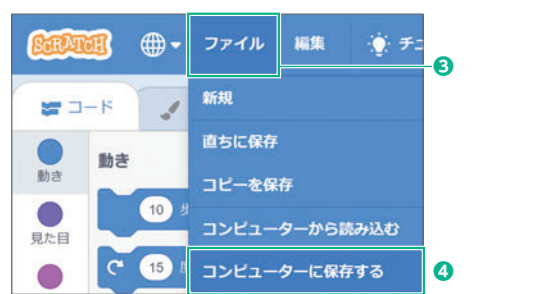 SCRATCH ファイル 編集
❸
コード
新規
直ちに保存
コピーを保存
コンピューターから読み込む
コンピューターに保存する
❹
動き
動き
10
見た目
15